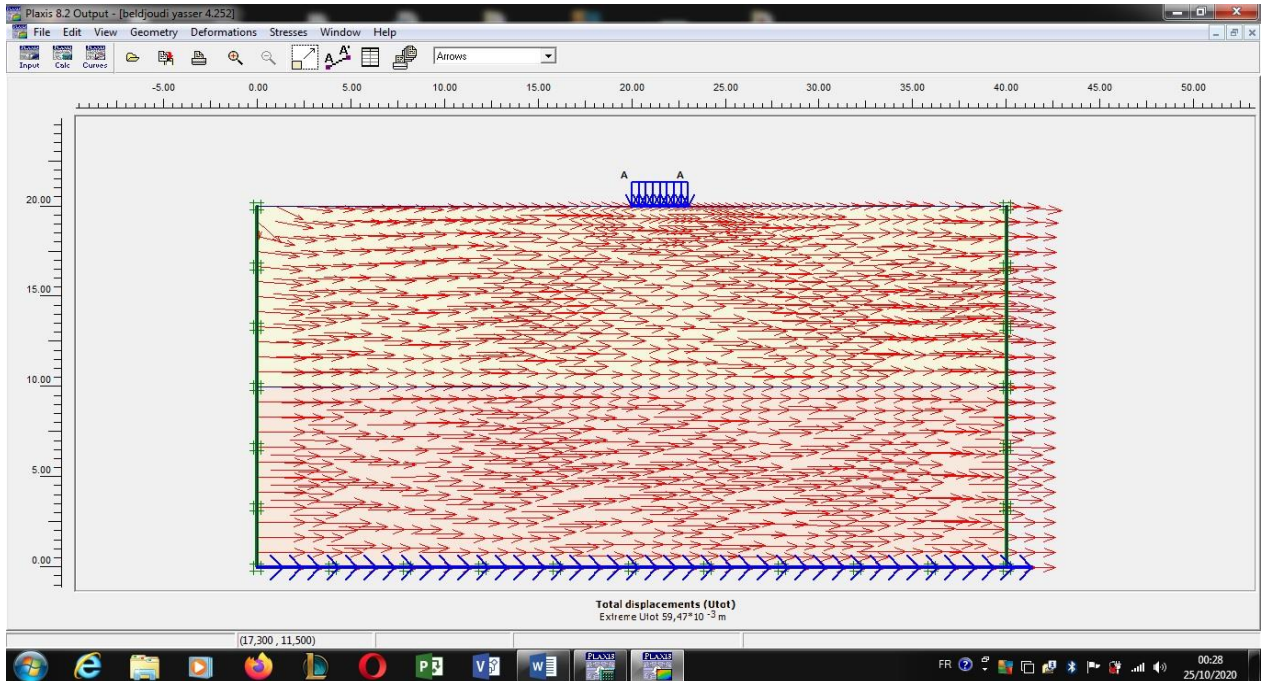 Plaxis 8.2 Output - [beldjoudi yasser 4.252]
File Edit View Geometry Deformations Stresses Window Help
Input Calc Curves Arrows
-5.00 0.00 5.00 10.00 15.00 20.00 25.00 30.00 35.00 40.00 45.00 50.00
A A
20.00
15.00
10.00
5.00
0.00
Total displacements (Utot)
Extreme Utot 59,47*10 -3 m
(17,300 , 11,500)
PLAXIS PLAXIS
FR 00:28
25/10/2020